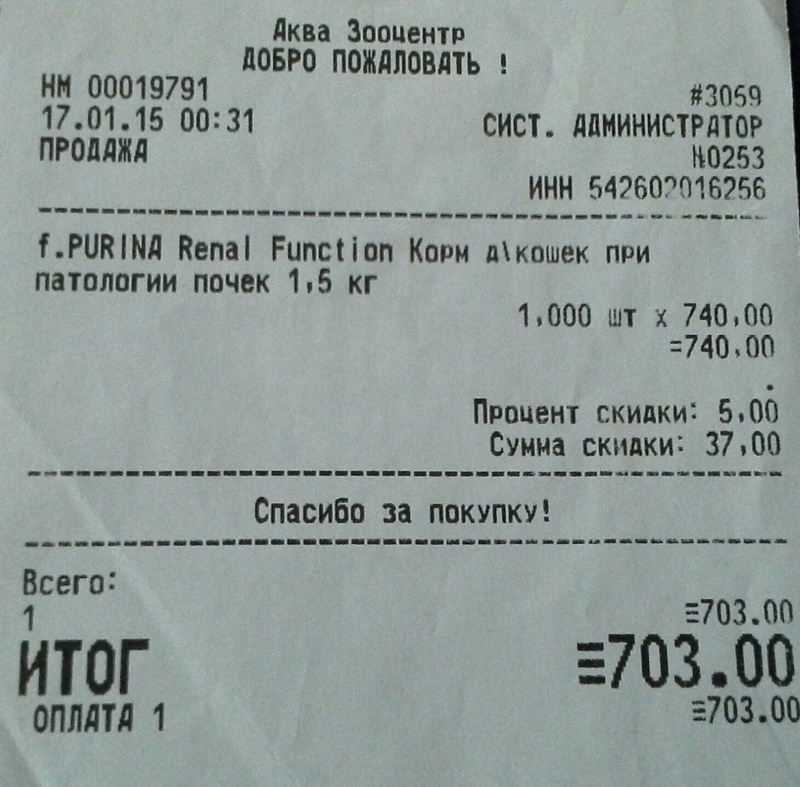 Аква Зооцентр
ДОБРО ПОЖАЛОВАТЬ !
НМ 00019791
#3059
17.01.15 00:31
СИСТ. АДМИНИСТРАТОР
ПРОДАЖА
№0253
ИНН 542602016256
f.PURINA Renal Function Корм д\кошек при
патологии почек 1,5 кг
1,000 шт x 740,00
=740,00
.
Процент скидки: 5,00
Сумма скидки: 37,00
Спасибо за покупку!
Всего:
1 ≡703.00
ИТОГ ≡703.00
ОПЛАТА 1 ≡703.00